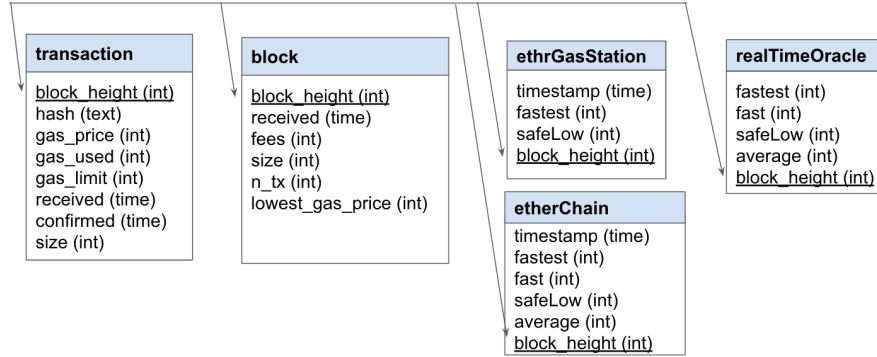 transaction
block_height (int)
hash (text)
gas_price (int)
gas_used (int)
gas_limit (int)
received (time)
confirmed (time)
size (int)
block
block_height (int)
received (time)
fees (int)
size (int)
n_tx (int)
lowest_gas_price (int)
ethrGasStation
timestamp (time)
fastest (int)
safeLow (int)
block_height (int)
etherChain
timestamp (time)
fastest (int)
fast (int)
safeLow (int)
average (int)
block_height (int)
realTimeOracle
fastest (int)
fast (int)
safeLow (int)
average (int)
block_height (int)